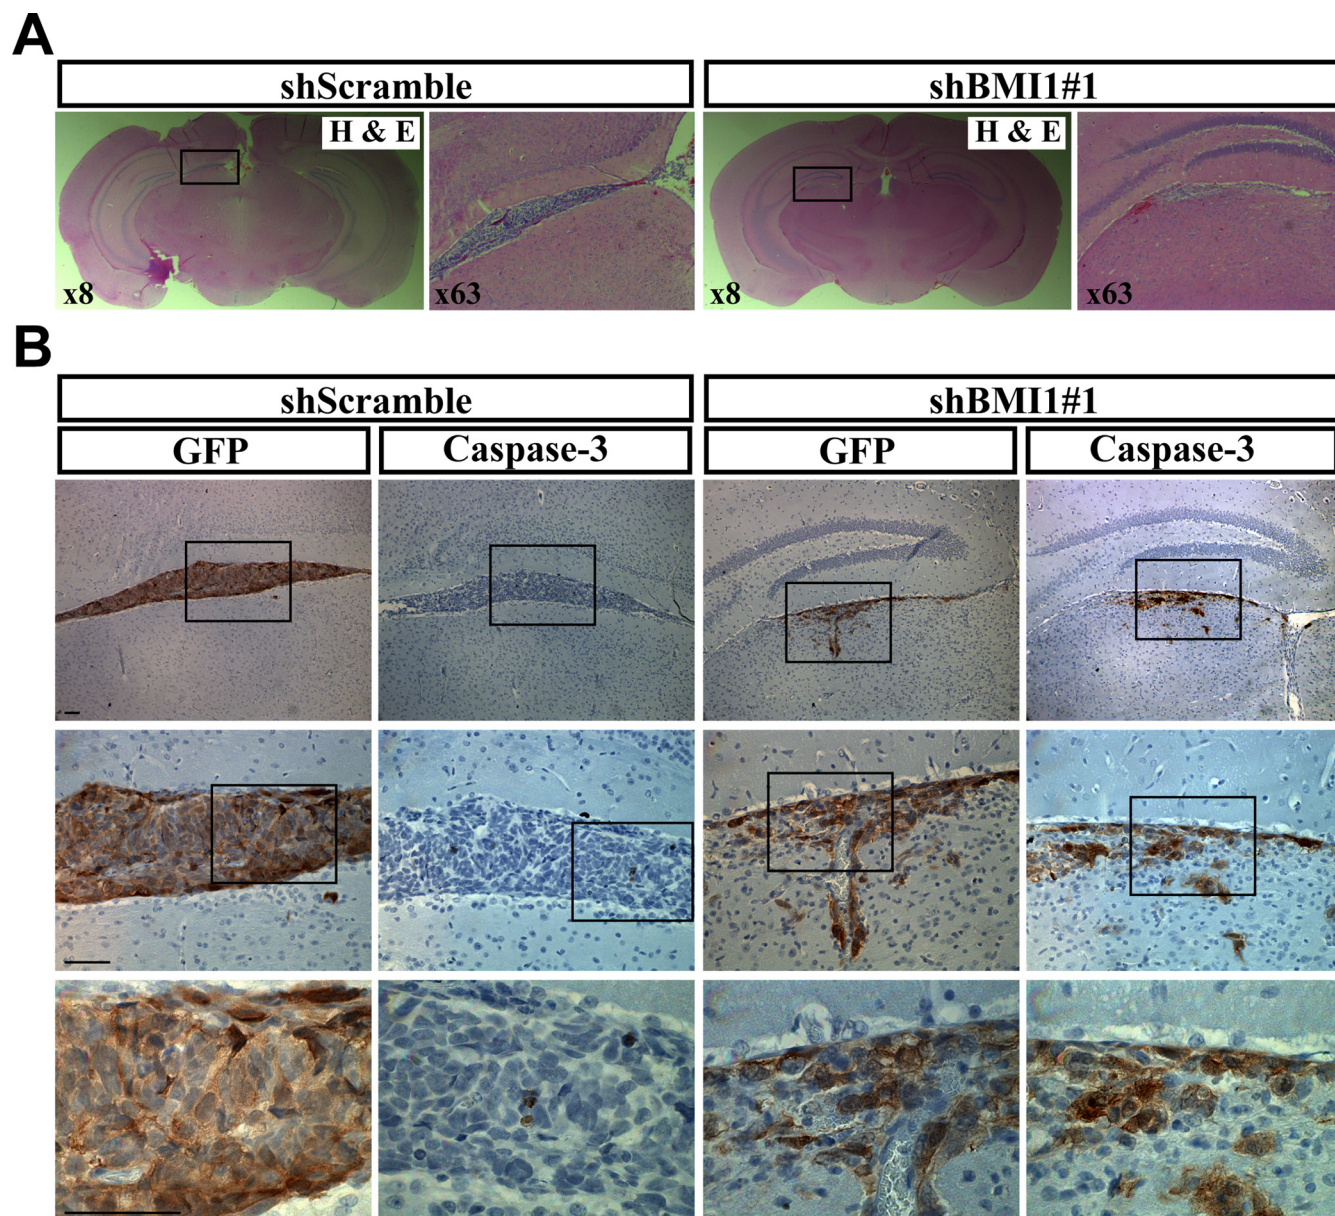 A
shScramble
shBMI1#1
H & E
H & E
x8
x63
x8
x63
B
shScramble
shBMI1#1
GFP
Caspase-3
GFP
Caspase-3